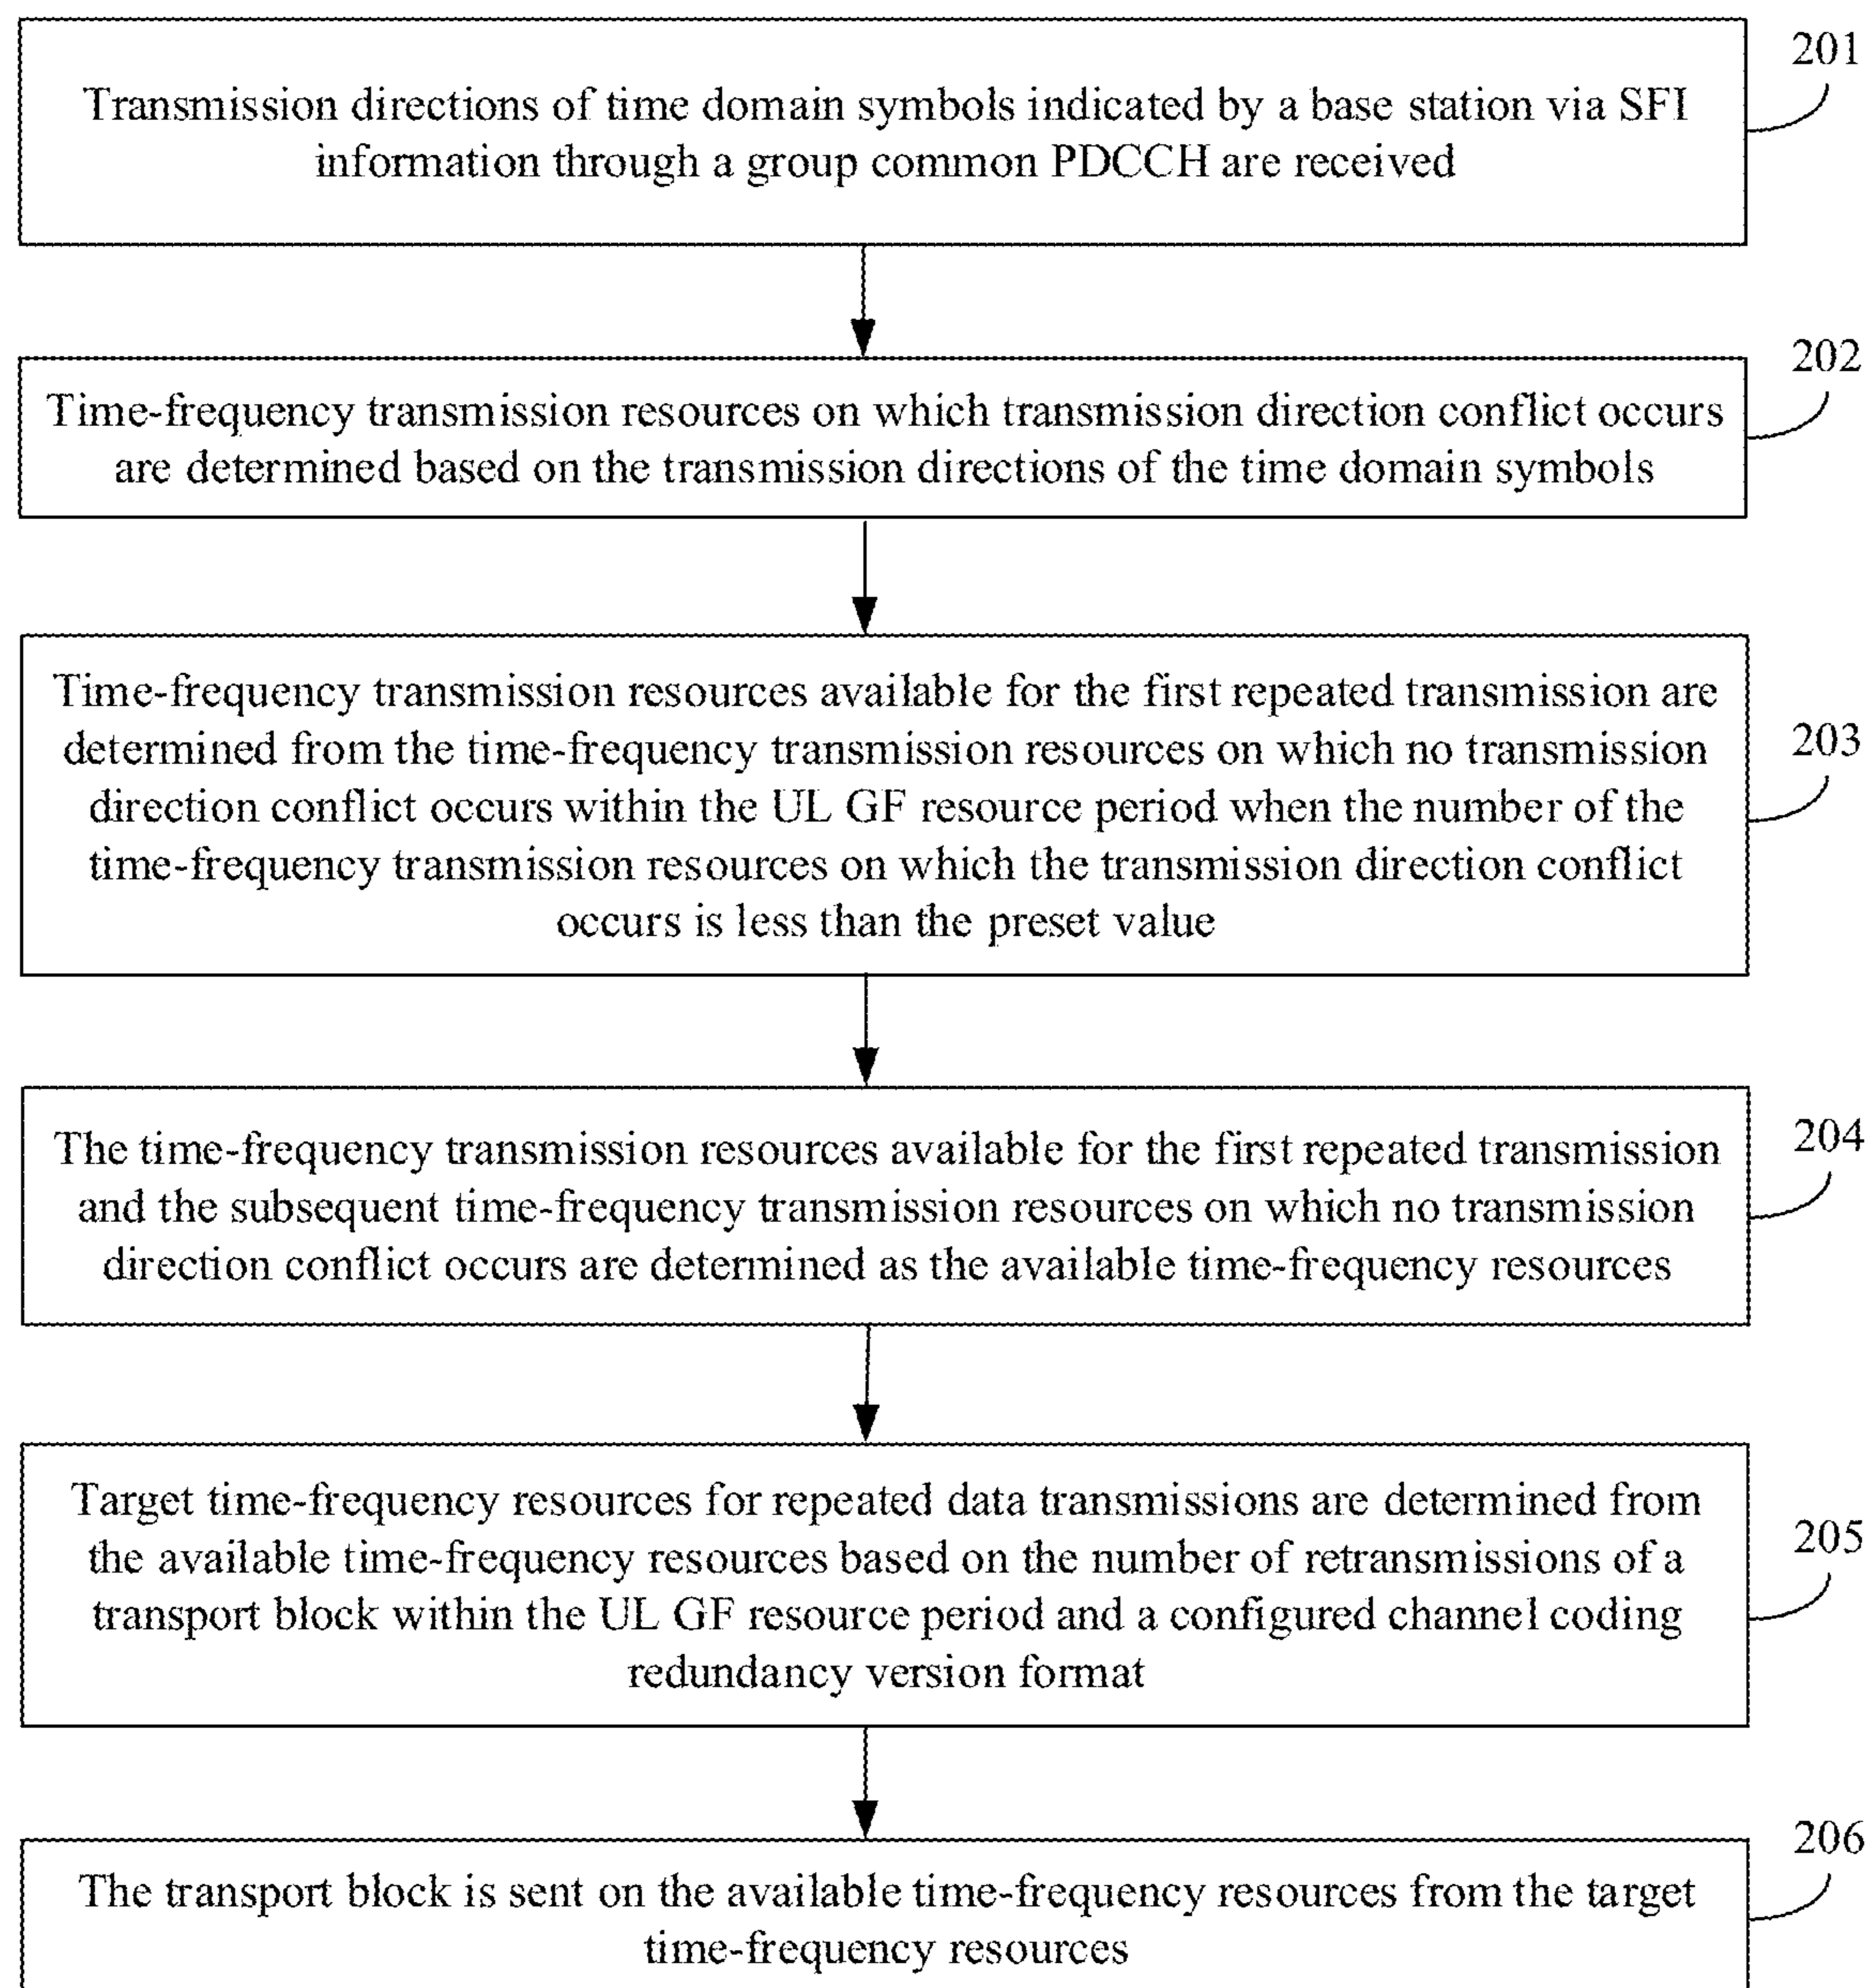 201
Transmission directions of time domain symbols indicated by a base station via SFI
information through a group common PDCCH are received
202
Time-frequency transmission resources on which transmission direction conflict occurs
are determined based on the transmission directions of the time domain symbols
203
Time-frequency transmission resources available for the first repeated transmission are
determined from the time-frequency transmission resources on which no transmission
direction conflict occurs within the UL GF resource period when the number of the
time-frequency transmission resources on which the transmission direction conflict
occurs is less than the preset value
204
The time-frequency transmission resources available for the first repeated transmission
and the subsequent time-frequency transmission resources on which no transmission
direction conflict occurs are determined as the available time-frequency resources
205
Target time-frequency resources for repeated data transmissions are determined from
the available time-frequency resources based on the number of retransmissions of a
transport block within the UL GF resource period and a configured channel coding
redundancy version format
206
The transport block is sent on the available time-frequency resources from the target
time-frequency resources